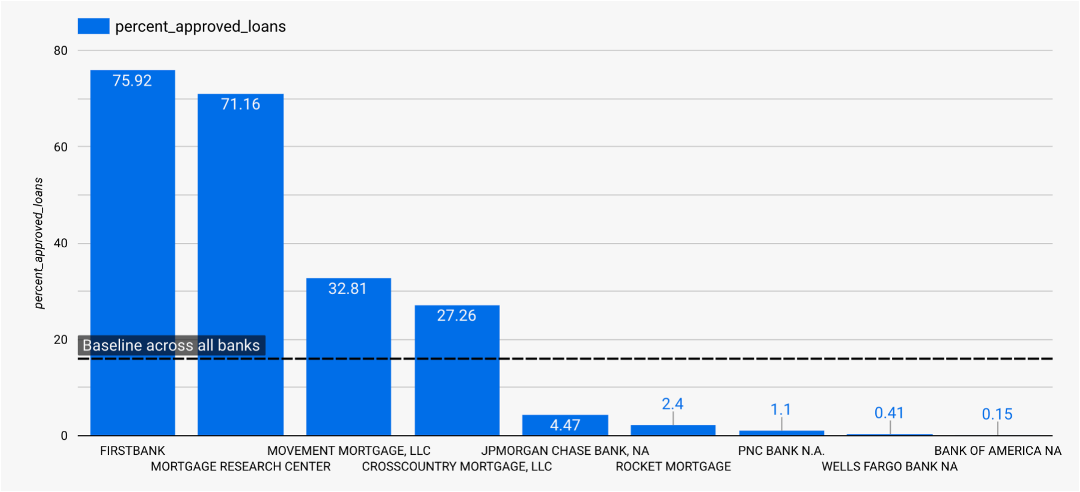 percent_approved_loans
80
60
40
20
0
percent_approved_loans
75.92
71.16
32.81
27.26
4.47
2.4
1.1
0.41
0.15
Baseline across all banks
FIRSTBANK
MORTGAGE RESEARCH CENTER
MOVEMENT MORTGAGE, LLC
CROSSCOUNTRY MORTGAGE, LLC
JPMORGAN CHASE BANK, NA
ROCKET MORTGAGE
PNC BANK N.A.
WELLS FARGO BANK NA
BANK OF AMERICA NA